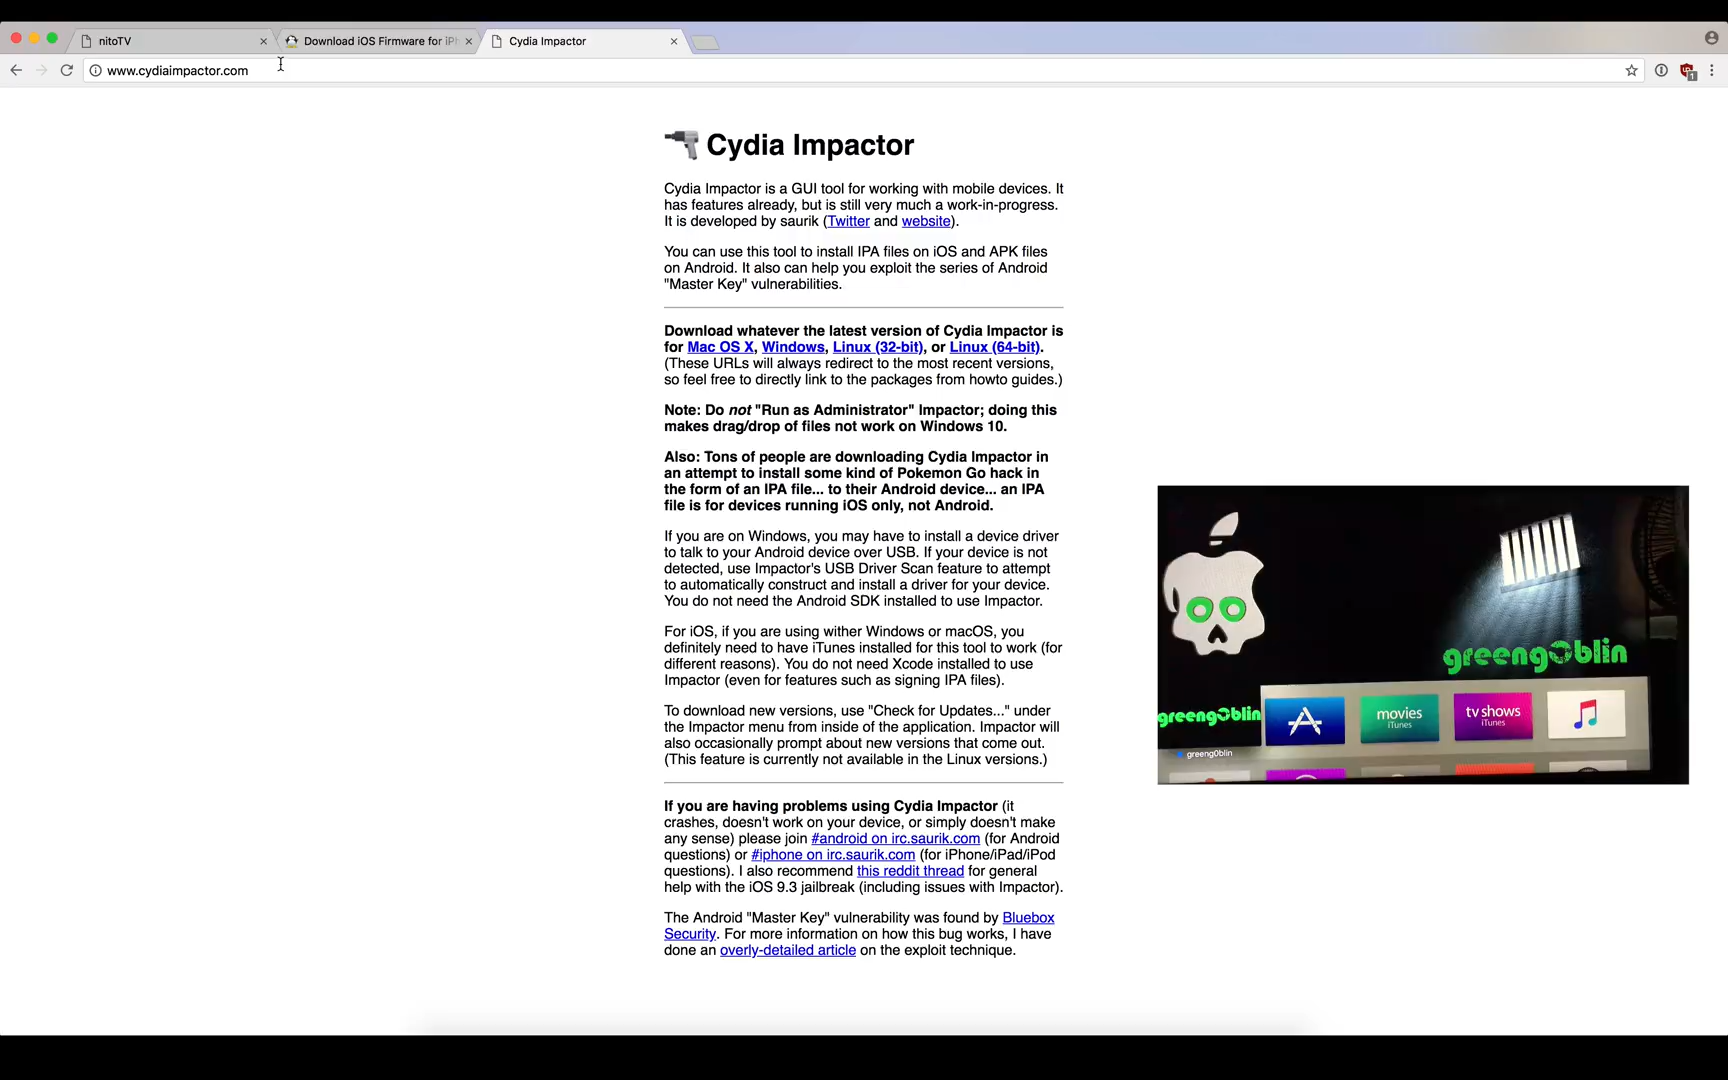 nitoTV
Download iOS Firmware for iPh
Cydia Impactor
www.cydiaimpactor.com
1
Cydia Impactor
Cydia Impactor is a GUI tool for working with mobile devices. It
has features already, but is still very much a work-in-progress.
It is developed by saurik (Twitter and website).
You can use this tool to install IPA files on iOS and APK files
on Android. It also can help you exploit the series of Android
"Master Key" vulnerabilities.
Download whatever the latest version of Cydia Impactor is
for Mac OS X, Windows, Linux (32-bit), or Linux (64-bit).
(These URLs will always redirect to the most recent versions,
so feel free to directly link to the packages from howto guides.)
Note: Do not "Run as Administrator" Impactor; doing this
makes drag/drop of files not work on Windows 10.
Also: Tons of people are downloading Cydia Impactor in
an attempt to install some kind of Pokemon Go hack in
the form of an IPA file... to their Android device... an IPA
file is for devices running iOS only, not Android.
If you are on Windows, you may have to install a device driver
to talk to your Android device over USB. If your device is not
detected, use Impactor's USB Driver Scan feature to attempt
to automatically construct and install a driver for your device.
You do not need the Android SDK installed to use Impactor.
For iOS, if you are using wither Windows or macOS, you
definitely need to have iTunes installed for this tool to work (for
different reasons). You do not need Xcode installed to use
Impactor (even for features such as signing IPA files).
To download new versions, use "Check for Updates..." under
the Impactor menu from inside of the application. Impactor will
also occasionally prompt about new versions that come out.
(This feature is currently not available in the Linux versions.)
If you are having problems using Cydia Impactor (it
crashes, doesn't work on your device, or simply doesn't make
any sense) please join #android on irc.saurik.com (for Android
questions) or #iphone on irc.saurik.com (for iPhone/iPad/iPod
questions). I also recommend this reddit thread for general
help with the iOS 9.3 jailbreak (including issues with Impactor).
The Android "Master Key" vulnerability was found by Bluebox
Security. For more information on how this bug works, I have
done an overly-detailed article on the exploit technique.
greeng0blin
greeng0blin
movies
iTunes
tv shows
iTunes
greeng0blin